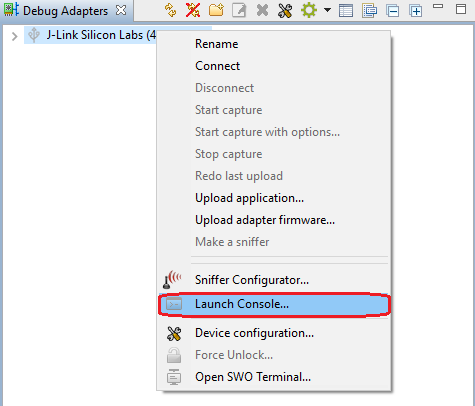 Debug Adapters
J-Link Silicon Labs (4
Rename
Connect
Disconnect
Start capture
Start capture with options...
Stop capture
Redo last upload
Upload application...
Upload adapter firmware...
Make a sniffer
Sniffer Configurator...
Launch Console...
Device configuration...
Force Unlock...
Open SWO Terminal...